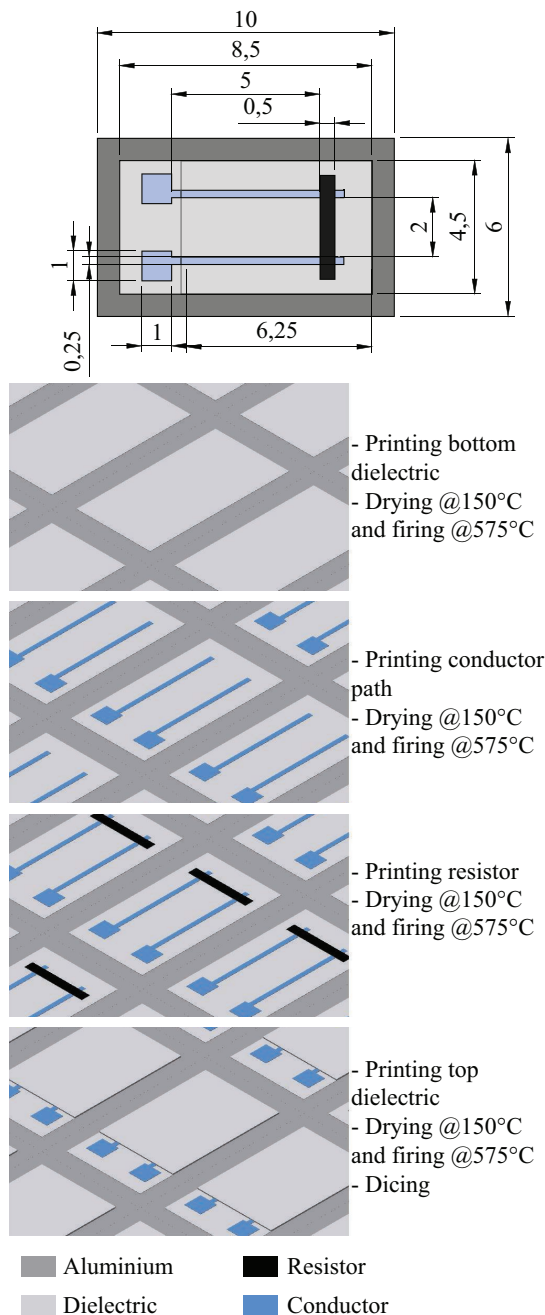 10
8,5
5
0,5
2
4,5
6
1
0,25
1
6,25
- Printing bottom
dielectric
- Drying @150°C
and firing @575°C
- Printing conductor
path
- Drying @150°C
and firing @575°C
- Printing resistor
- Drying @150°C
and firing @575°C
- Printing top
dielectric
- Drying @150°C
and firing @575°C
- Dicing
Aluminium
Resistor
Dielectric
Conductor